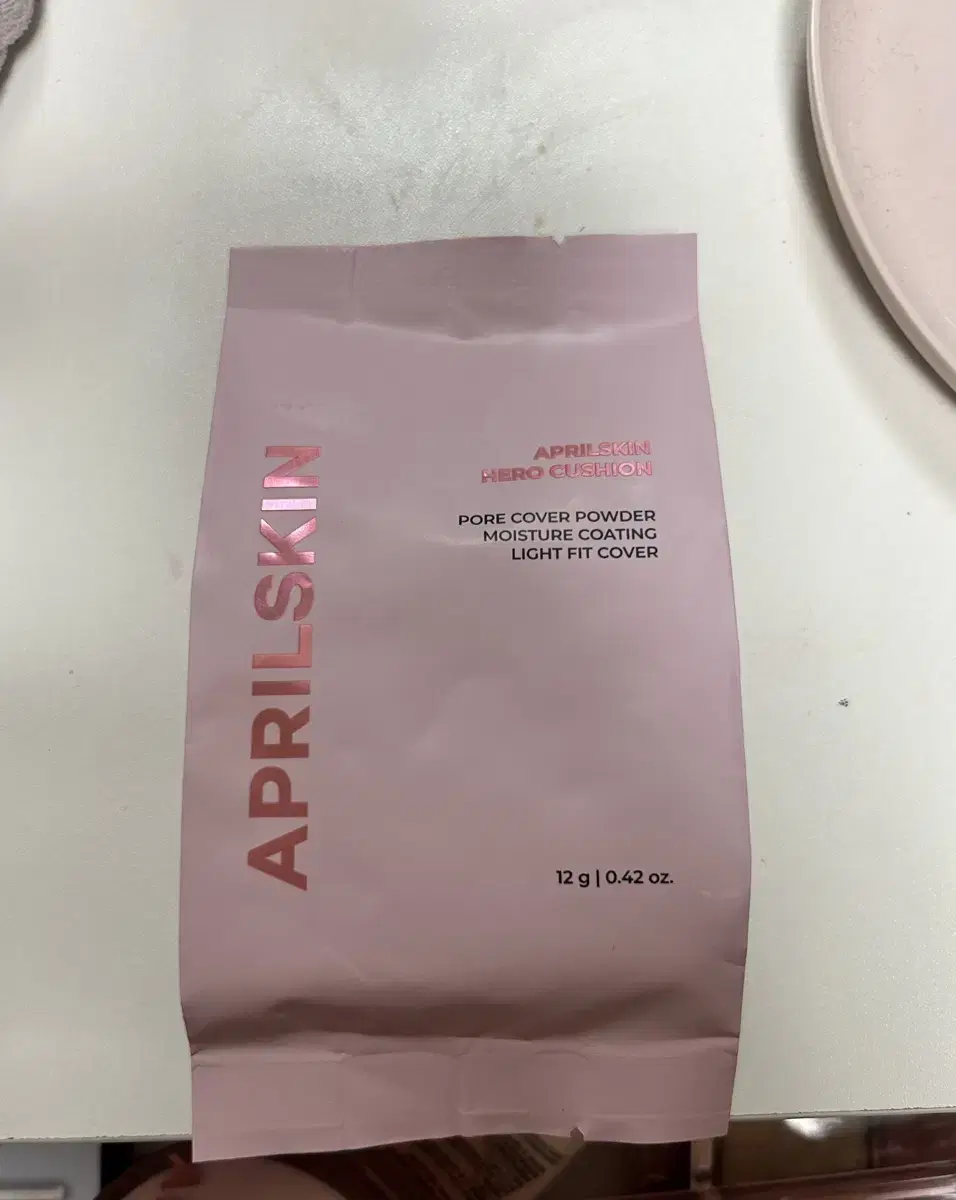 APRILSKIN
APRILSKIN
HERO CUSHION
PORE COVER POWDER
MOISTURE COATING
LIGHT FIT COVER
12 g | 0.42 oz.